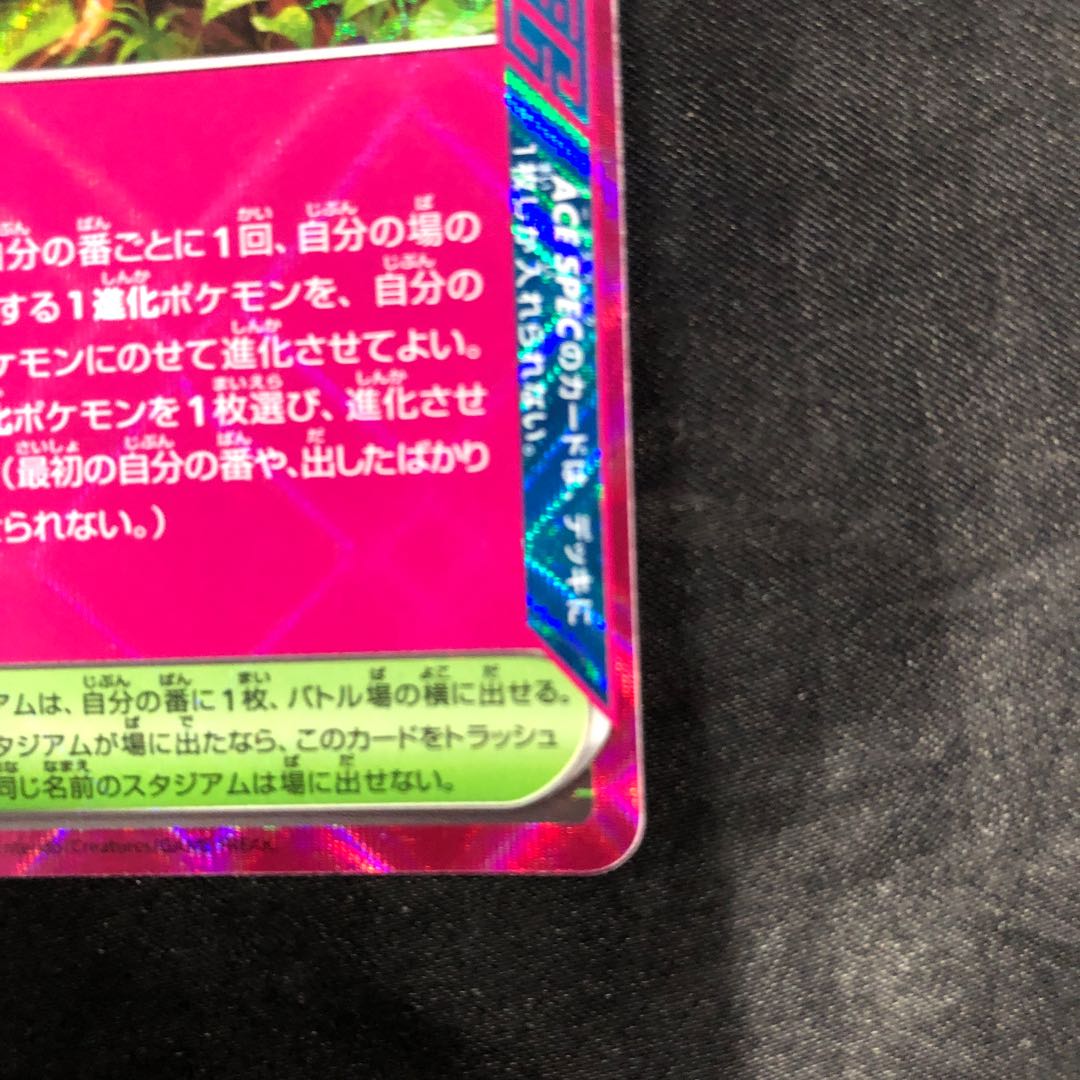 自分の番ごとに1回、自分の場の
する1進化ポケモンを、自分の
ケモンにのせて進化させてよい。
化ポケモンを1枚選び、進化させ
(最初の自分の番や、出したばかり
られない。)
ACE SPECのカードは、デッキに
1枚しか入れられない。
アムは、自分の番に1枚、バトル場の横に出せる。
タジアムが場に出たなら、このカードをトラッシュ
同じ名前のスタジアムは場に出せない。